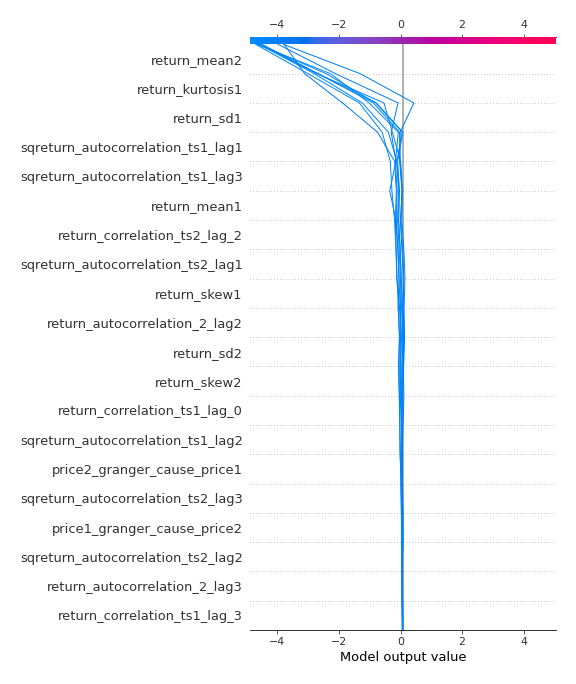 −4 −2 0 2 4
return_mean2
return_kurtosis1
return_sd1
sqreturn_autocorrelation_ts1_lag1
sqreturn_autocorrelation_ts1_lag3
return_mean1
return_correlation_ts2_lag_2
sqreturn_autocorrelation_ts2_lag1
return_skew1
return_autocorrelation_2_lag2
return_sd2
return_skew2
return_correlation_ts1_lag_0
sqreturn_autocorrelation_ts1_lag2
price2_granger_cause_price1
sqreturn_autocorrelation_ts2_lag3
price1_granger_cause_price2
sqreturn_autocorrelation_ts2_lag2
return_autocorrelation_2_lag3
return_correlation_ts1_lag_3
−4 −2 0 2 4
Model output value